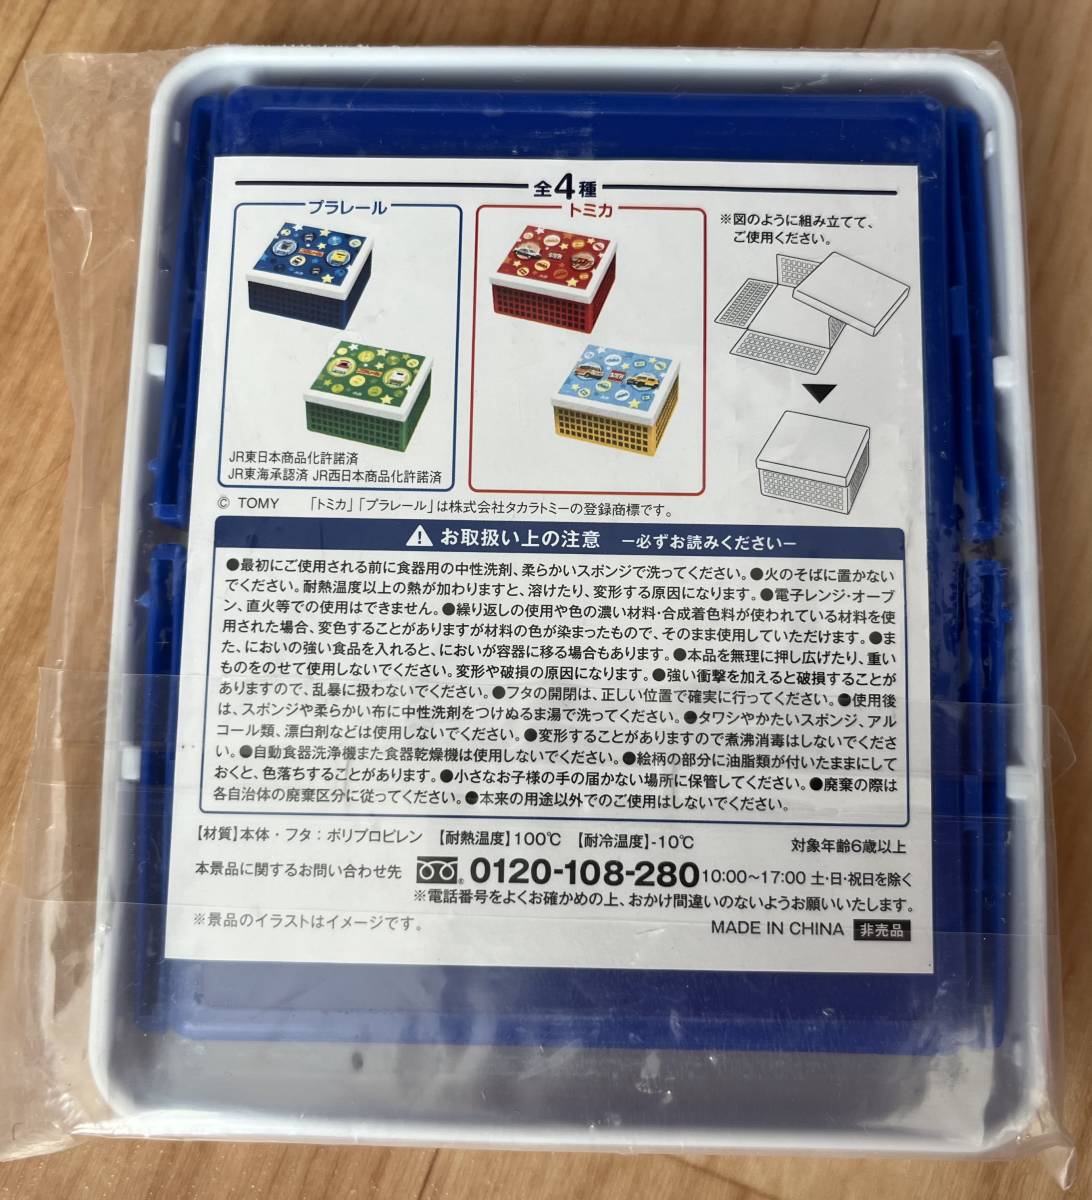 全4種
プラレール
トミカ
※図のように組み立てて、
ご使用ください。
JR東日本商品化許諾済
JR東海承認済 JR西日本商品化許諾済
© TOMY 「トミカ」「プラレール」は株式会社タカラトミーの登録商標です。
お取扱い上の注意 ー必ずお読みくださいー
●最初にご使用される前に食器用の中性洗剤、柔らかいスポンジで洗ってください。●火のそばに置かない
でください。耐熱温度以上の熱が加わりますと、溶けたり、変形する原因になります。●電子レンジ・オーブ
ン、直火等での使用はできません。●繰り返しの使用や色の濃い材料・合成着色料が使われている材料を使
用された場合、変色することがありますが材料の色が染まったもので、そのまま使用していただけます。●ま
た、においの強い食品を入れると、においが容器に移る場合もあります。●本品を無理に押し広げたり、重い
ものをのせて使用しないでください。変形や破損の原因になります。●強い衝撃を加えると破損することが
ありますので、乱暴に扱わないでください。●フタの開閉は、正しい位置で確実に行ってください。●使用後
は、スポンジや柔らかい布に中性洗剤をつけぬるま湯で洗ってください。●タワシやかたいスポンジ、アル
コール類、漂白剤などは使用しないでください。●変形することがありますので煮沸消毒はしないでくださ
い。●自動食器洗浄機また食器乾燥機は使用しないでください。●絵柄の部分に油脂類が付いたままにして
おくと、色落ちすることがあります。●小さなお子様の手の届かない場所に保管してください。●廃棄の際は
各自治体の廃棄区分に従ってください。●本来の用途以外でのご使用はしないでください。
【材質】本体・フタ：ポリプロピレン 【耐熱温度】100℃ 【耐冷温度】-10℃ 対象年齢6歳以上
本景品に関するお問い合わせ先 0120-108-280 10:00〜17:00 土・日・祝日を除く
※電話番号をよくお確かめの上、おかけ間違いのないようお願いいたします。
※景品のイラストはイメージです。
MADE IN CHINA 非売品